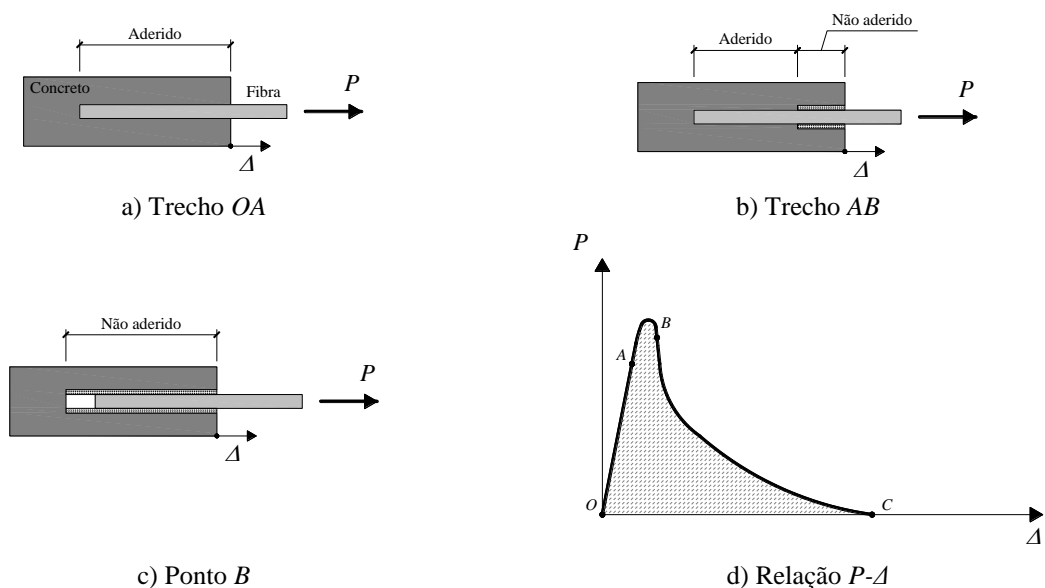 Aderido
Concreto
Fibra
P
Δ
a) Trecho OA
Não aderido
Aderido
P
Δ
b) Trecho AB
Não aderido
P
Δ
c) Ponto B
P
A
B
O
C
Δ
d) Relação P-Δ